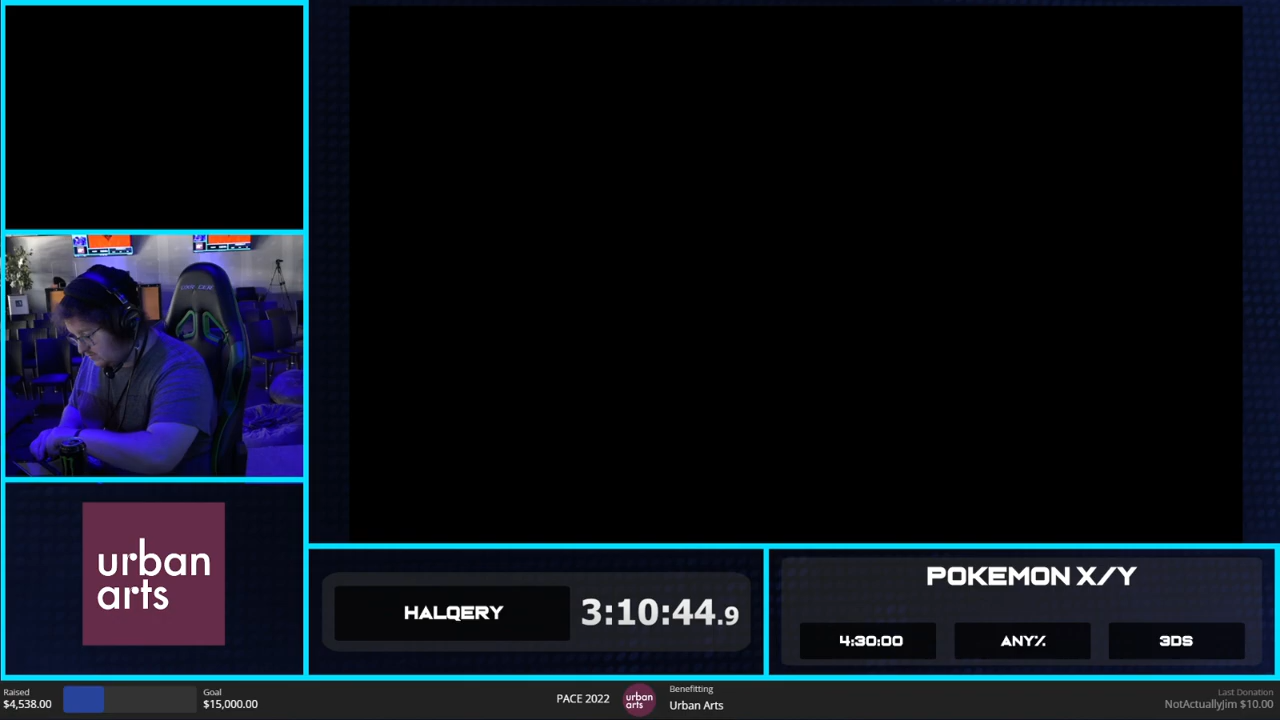 urban
arts
HALQERY
3:10:44.9
POKEMON X/Y
4:30:00
ANY%
3DS
Raised
$4,538.00
Goal
$15,000.00
PACE 2022
urban
arts
Benefitting
Urban Arts
Last Donation
NotActuallyJim $10.00